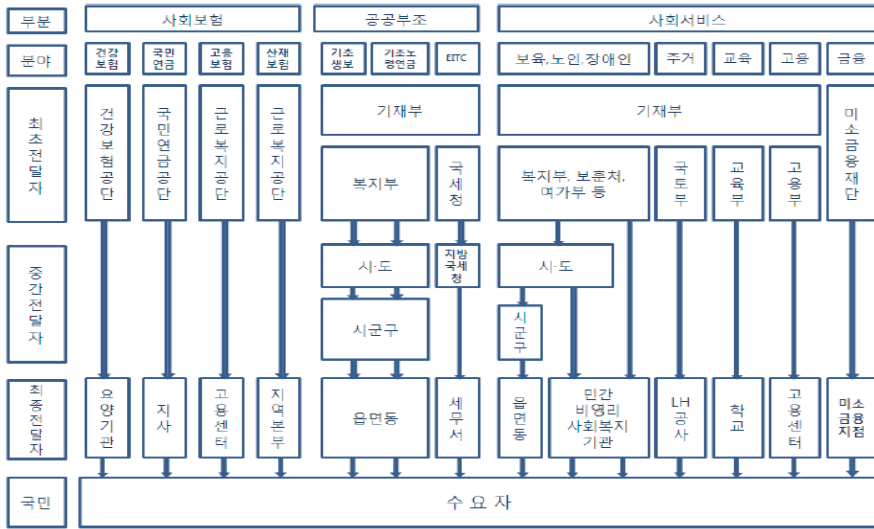 부분
사회보험
공공부조
사회서비스
분야
건강
보험
국민
연금
고용
보험
산재
보험
기초
생보
기초노
령연금
EITC
보육,노인,장애인
주거
교육
고용
금융
최초전달자
건강보험공단
국민연금공단
근로복지공단
근로복지공단
기재부
기재부
미소금융재단
복지부
국세청
복지부, 보훈처,
여가부 등
국토부
교육부
고용부
중간전달자
시·도
지방
국세
청
시·도
시군구
시군구
최종전달자
요양기관
지사
고용센터
지역본부
읍면동
세무서
읍면동
민간
비영리
사회복지
기관
LH
공사
학교
고용센터
미소
금융
지점
국민
수 요 자